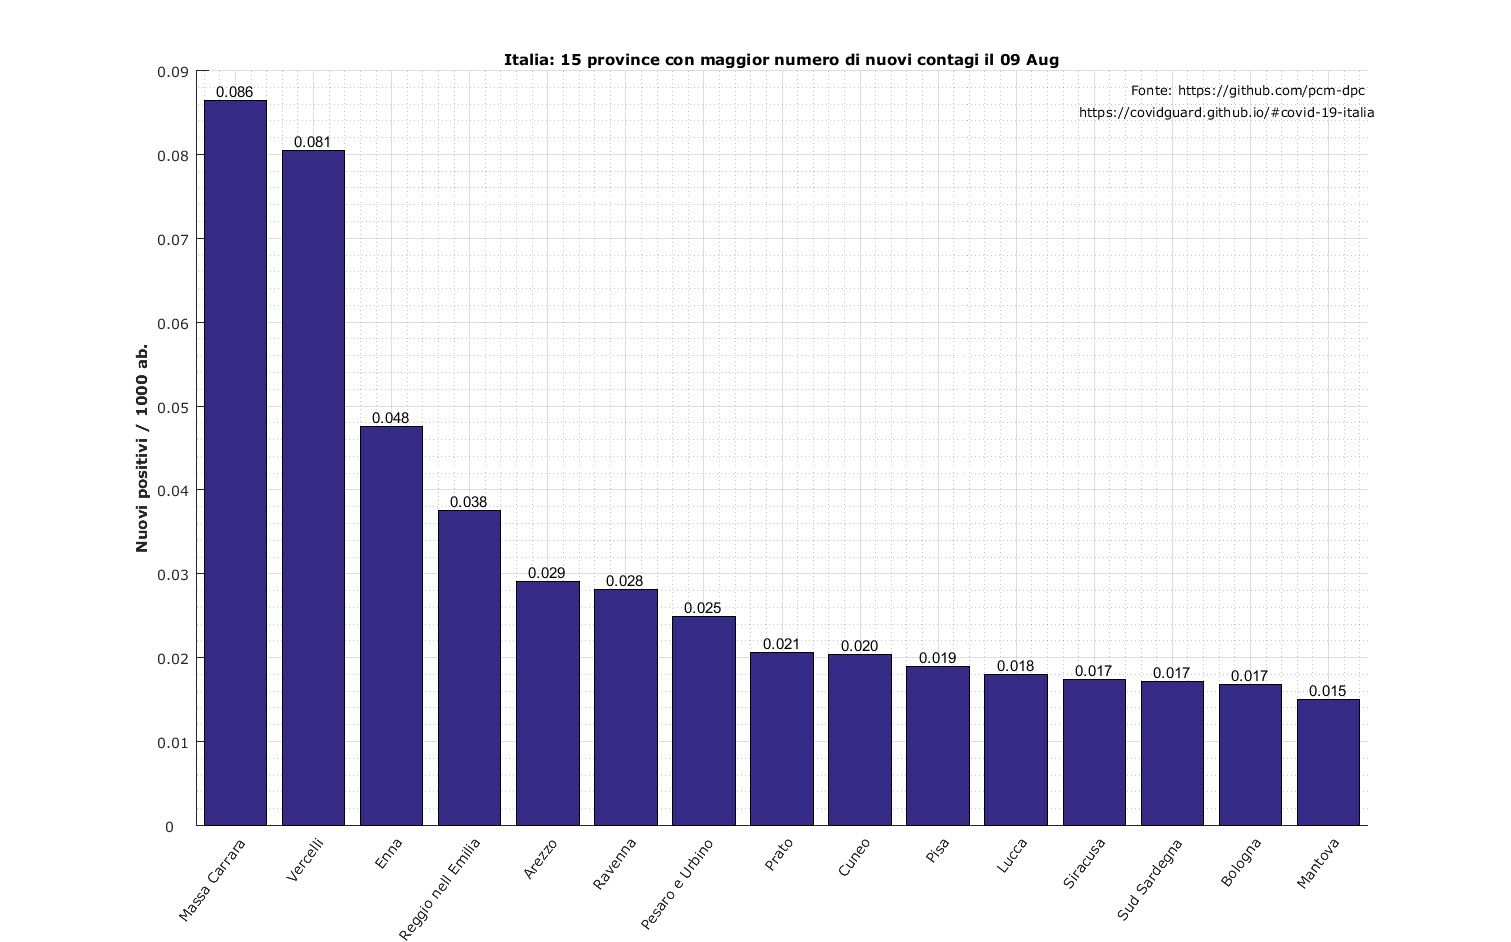 Italia: 15 province con maggior numero di nuovi contagi il 09 Aug
Fonte: https://github.com/pcm-dpc
https://covidguard.github.io/#covid-19-italia
Nuovi positivi / 1000 ab.
0.09
0.08
0.07
0.06
0.05
0.04
0.03
0.02
0.01
0
0.086
0.081
0.048
0.038
0.029
0.028
0.025
0.021
0.020
0.019
0.018
0.017
0.017
0.017
0.015
Massa Carrara
Vercelli
Enna
Reggio nell Emilia
Arezzo
Ravenna
Pesaro e Urbino
Prato
Cuneo
Pisa
Lucca
Siracusa
Sud Sardegna
Bologna
Mantova